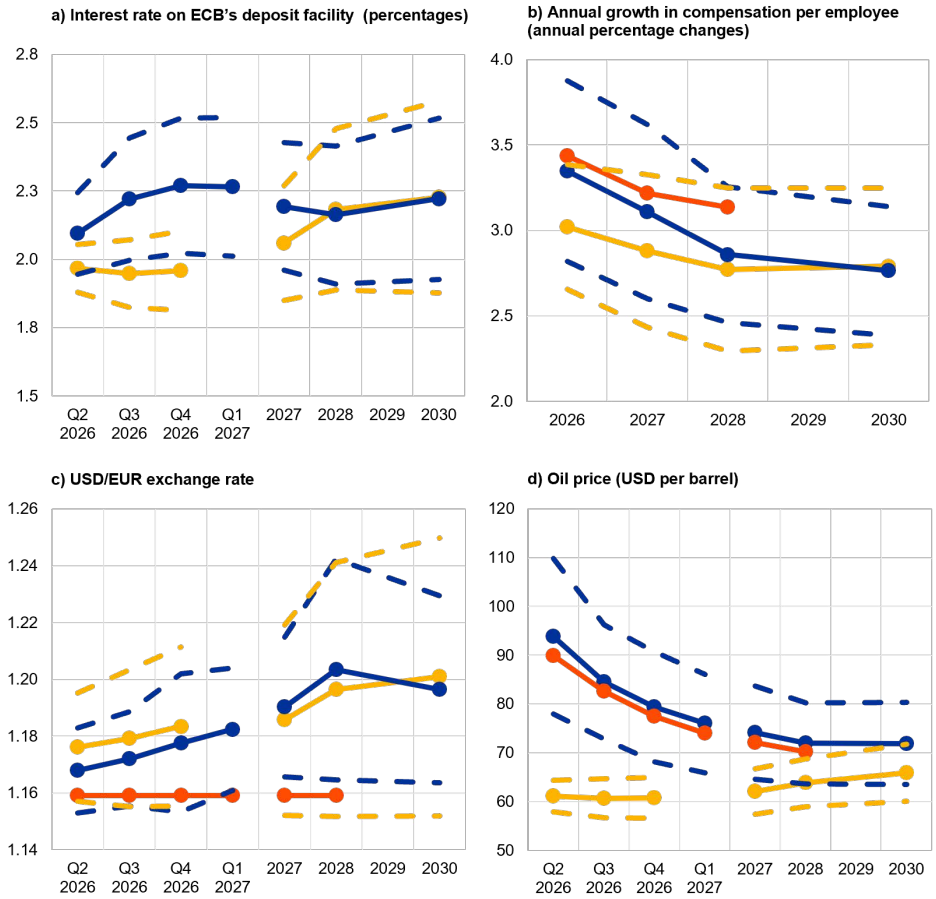 a) Interest rate on ECB’s deposit facility (percentages)
2.8
2.5
2.3
2.0
1.8
1.5
Q2 Q3 Q4 Q1 2027 2028 2029 2030
2026 2026 2026 2027
b) Annual growth in compensation per employee
(annual percentage changes)
4.0
3.5
3.0
2.5
2.0
2026 2027 2028 2029 2030
c) USD/EUR exchange rate
1.26
1.24
1.22
1.20
1.18
1.16
1.14
Q2 Q3 Q4 Q1 2027 2028 2029 2030
2026 2026 2026 2027
d) Oil price (USD per barrel)
120
110
100
90
80
70
60
50
Q2 Q3 Q4 Q1 2027 2028 2029 2030
2026 2026 2026 2027